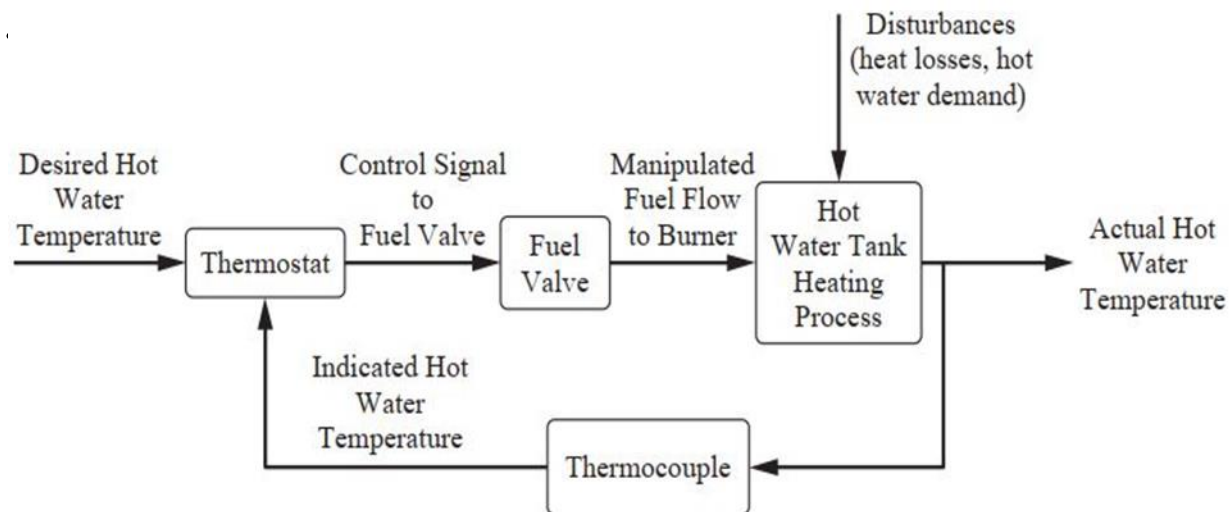 Disturbances
(heat losses, hot
water demand)
Desired Hot
Water
Temperature
Control Signal
to
Fuel Valve
Manipulated
Fuel Flow
to Burner
Thermostat
Fuel
Valve
Hot
Water Tank
Heating
Process
Actual Hot
Water
Temperature
Indicated Hot
Water
Temperature
Thermocouple